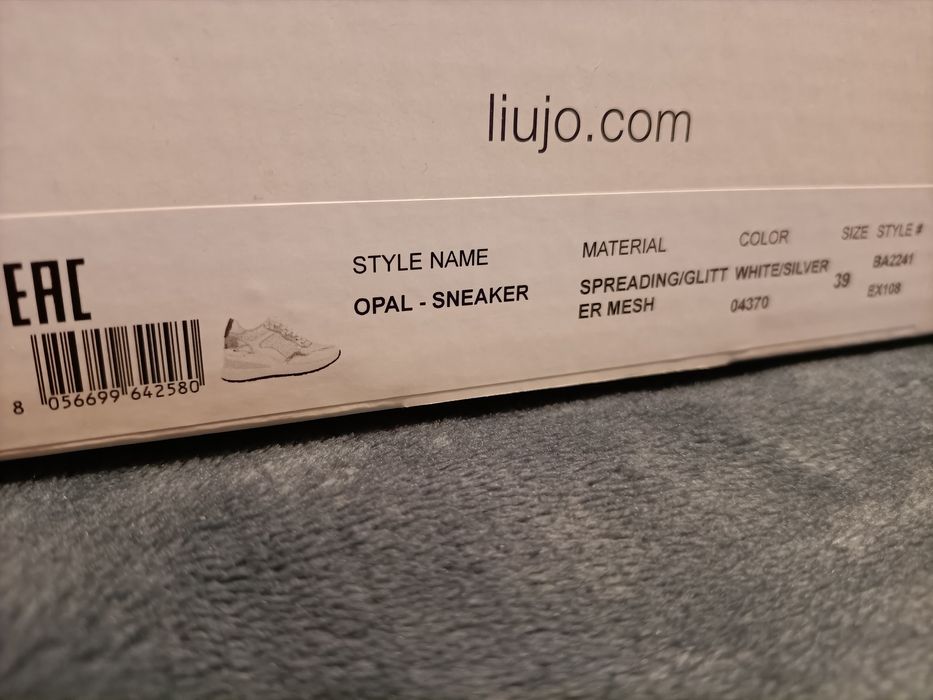 liujo.com
EAC
8 056699 642580
STYLE NAME
OPAL - SNEAKER
MATERIAL
SPREADING/GLITT
ER MESH
COLOR
WHITE/SILVER
04370
SIZE
39
STYLE #
BA2241
EX108